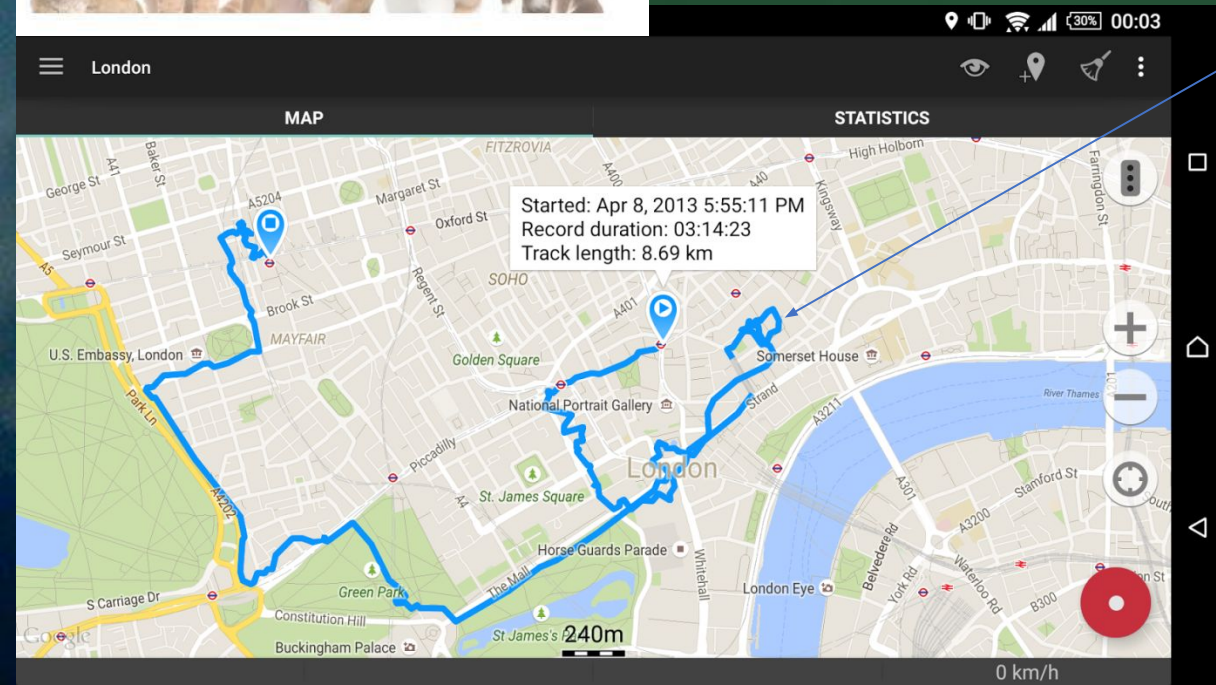 30% 00:03
London
MAP
STATISTICS
FITZROVIA
High Holborn
Baker St
A41
George St
A5204
Margaret St
A400
A40
Kingsway
Farringdon St
Oxford St
Started: Apr 8, 2013 5:55:11 PM
Record duration: 03:14:23
Track length: 8.69 km
Seymour St
A5
Regent St
SOHO
Brook St
A401
MAYFAIR
U.S. Embassy, London
Golden Square
Somerset House
Park Ln
National Portrait Gallery
Strand
A3211
River Thames
A201
Piccadilly
London
A4
St. James Square
A4202
A301
Stamford St
A3200
Horse Guards Parade
Whitehall
The Mall
Belvedere Rd
York Rd
Waterloo Rd
Green Park
London Eye
B300
S Carriage Dr
Constitution Hill
Google
Buckingham Palace
St James's
240m
0 km/h